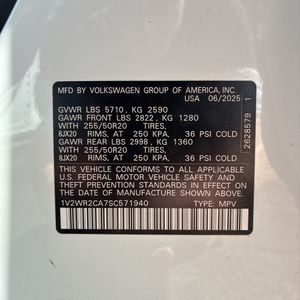 MFD. BY VOLKSWAGEN GROUP OF AMERICA, INC.
USA 06/2025
GVWR LBS 5710, KG 2590
GAWR FRONT LBS 2822, KG 1280
WITH 255/50R20 TIRES,
8JX20 RIMS, AT 250 KPA, 36 PSI COLD
GAWR REAR LBS 2998, KG 1360
WITH 255/50R20 TIRES,
8JX20 RIMS, AT 250 KPA, 36 PSI COLD
THIS VEHICLE CONFORMS TO ALL APPLICABLE
U.S. FEDERAL MOTOR VEHICLE SAFETY
STANDARDS IN EFFECT ON THE
DATE OF MANUFACTURE SHOWN ABOVE.
1V2WR2CA7SC571940 TYPE: MPV
2628579 1